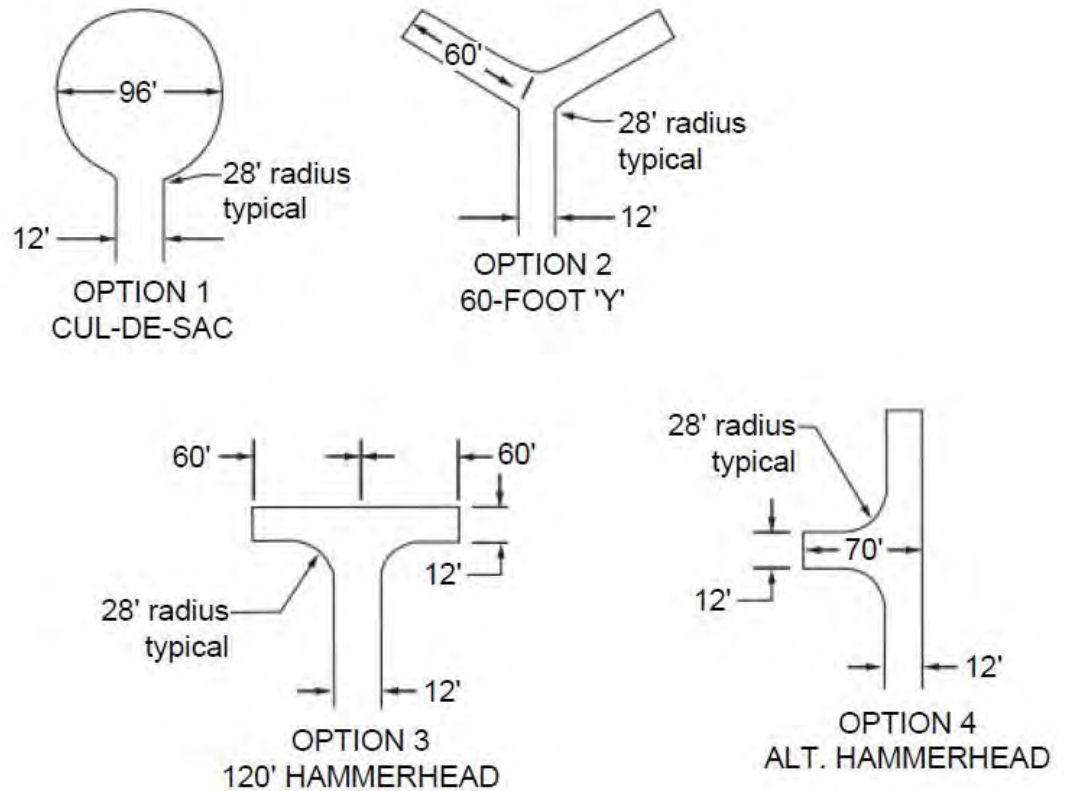 96'
28' radius
typical
12'
OPTION 1
CUL-DE-SAC
60'
28' radius
typical
12'
OPTION 2
60-FOOT 'Y'
60'
60'
12'
28' radius
typical
12'
OPTION 3
120' HAMMERHEAD
28' radius
typical
70'
12'
12'
OPTION 4
ALT. HAMMERHEAD